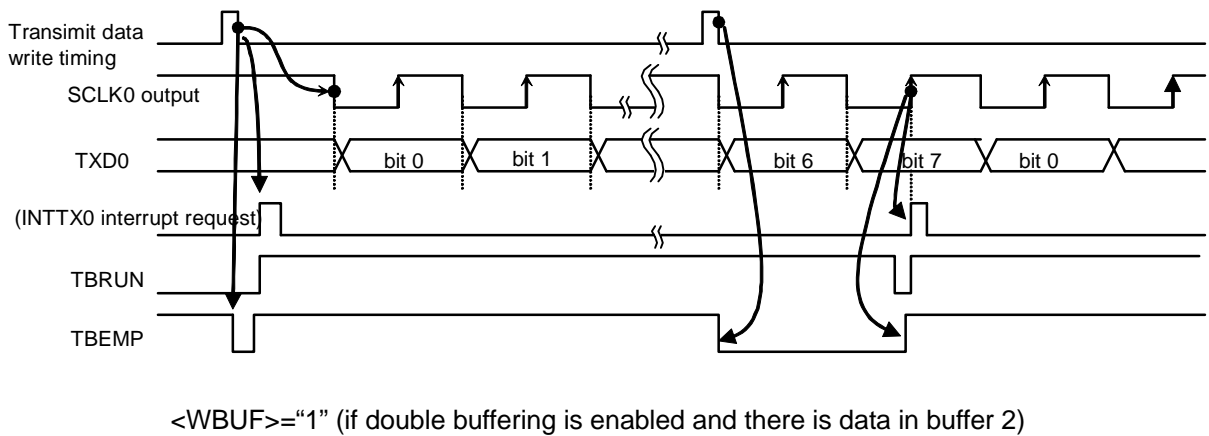 Transimit data
write timing
SCLK0 output
TXD0
bit 0
bit 1
bit 6
bit 7
bit 0
(INTTX0 interrupt request)
TBRUN
TBEMP
<WBUF>=“1” (if double buffering is enabled and there is data in buffer 2)